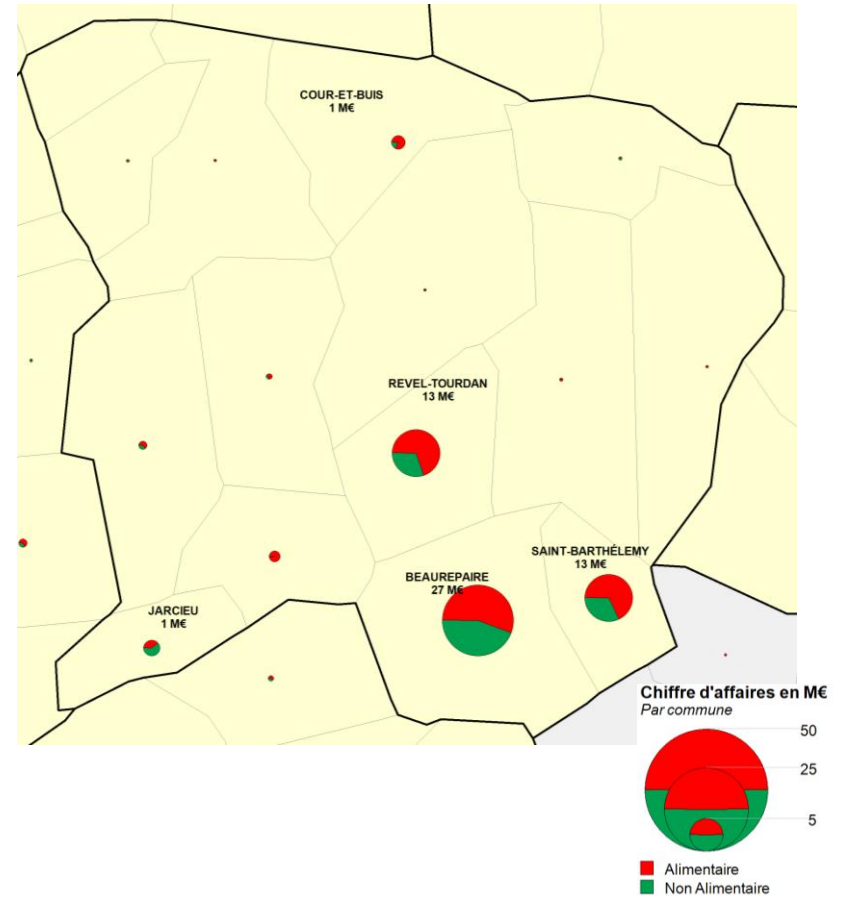 COUR-ET-BUIS
1 M€
REVEL-TOURDAN
13 M€
SAINT-BARTHÉLEMY
13 M€
BEAUREPAIRE
27 M€
JARCIEU
1 M€
Chiffre d'affaires en M€
Par commune
50
25
5
Alimentaire
Non Alimentaire